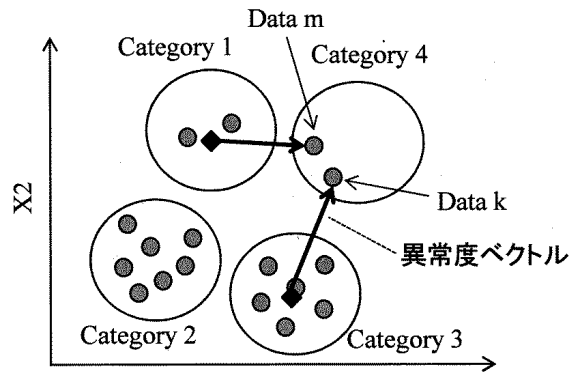 Data m
Category 1
Category 4
X2
Data k
異常度ベクトル
Category 2
Category 3